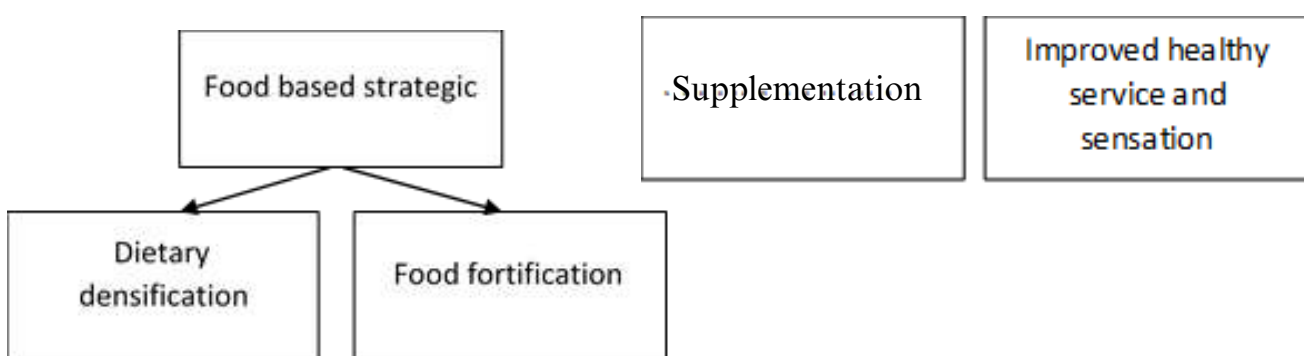 Food based strategic
Supplementation
Improved healthy
service and
sensation
Dietary
densification
Food fortification